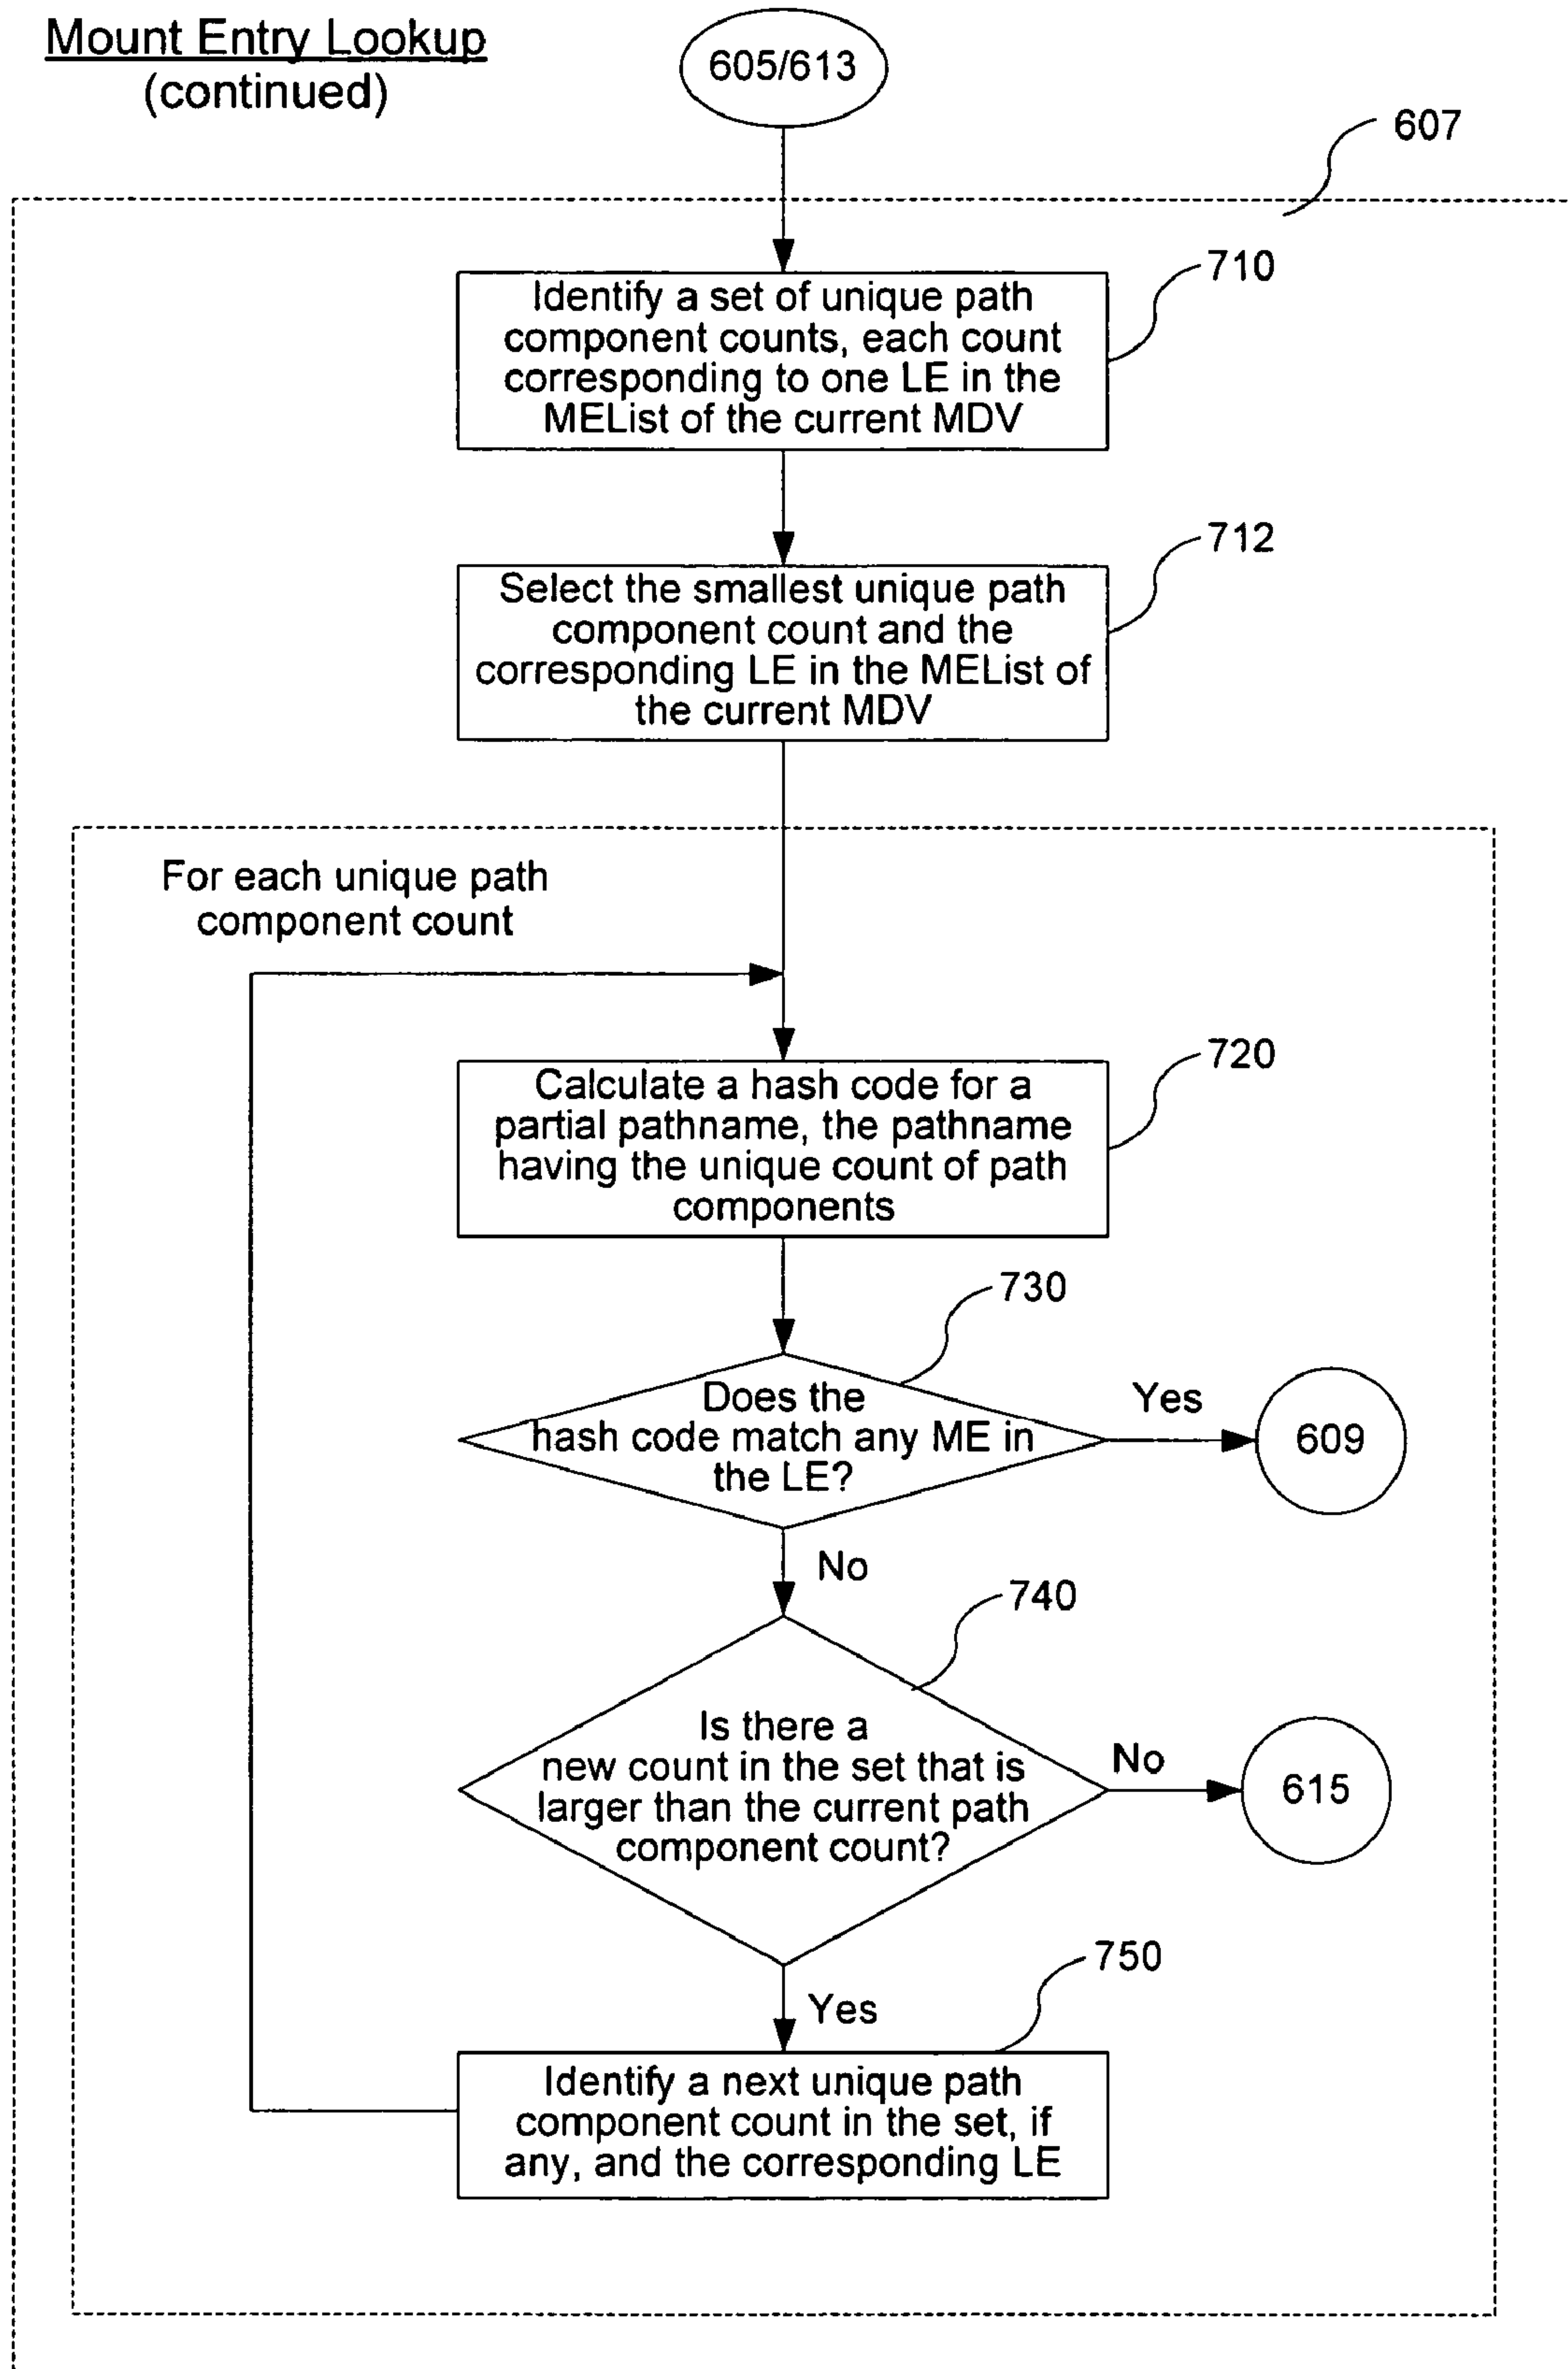 Mount Entry Lookup
(continued)
605/613
607
710
Identify a set of unique path
component counts, each count
corresponding to one LE in the
MEList of the current MDV
712
Select the smallest unique path
component count and the
corresponding LE in the MEList of
the current MDV
For each unique path
component count
720
Calculate a hash code for a
partial pathname, the pathname
having the unique count of path
components
730
Does the
hash code match any ME in
the LE?
Yes
609
No
740
Is there a
new count in the set that is
larger than the current path
component count?
No
615
Yes
750
Identify a next unique path
component count in the set, if
any, and the corresponding LE